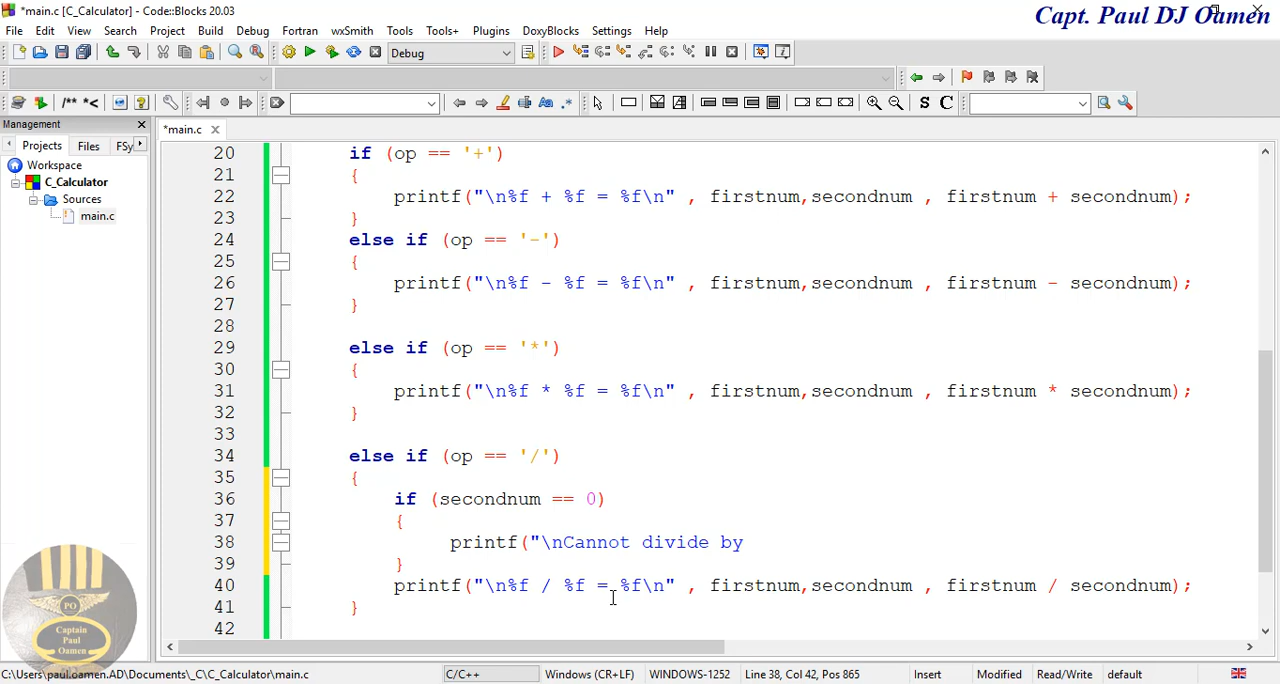 *main.c [C_Calculator] - Code::Blocks 20.03
Capt. Paul DJ Oamen
File Edit View Search Project Build Debug Fortran wxSmith Tools Tools+ Plugins DoxyBlocks Settings Help
Debug
/** *<
S C
Management
*main.c
Projects Files FSy
Workspace
C_Calculator
Sources
main.c
20 if (op == '+')
21 {
22 printf("\n%f + %f = %f\n" , firstnum,secondnum , firstnum + secondnum);
23 }
24 else if (op == '-')
25 {
26 printf("\n%f - %f = %f\n" , firstnum,secondnum , firstnum - secondnum);
27 }
28
29 else if (op == '*')
30 {
31 printf("\n%f * %f = %f\n" , firstnum,secondnum , firstnum * secondnum);
32 }
33
34 else if (op == '/')
35 {
36 if (secondnum == 0)
37 {
38 printf("\nCannot divide by
39 }
40 printf("\n%f / %f = %f\n" , firstnum,secondnum , firstnum / secondnum);
41 }
42
PO
Captain
Paul
Oamen
C:\Users\paul.oamen.AD\Documents\_C\C_Calculator\main.c C/C++ Windows (CR+LF) WINDOWS-1252 Line 38, Col 42, Pos 865 Insert Modified Read/Write default